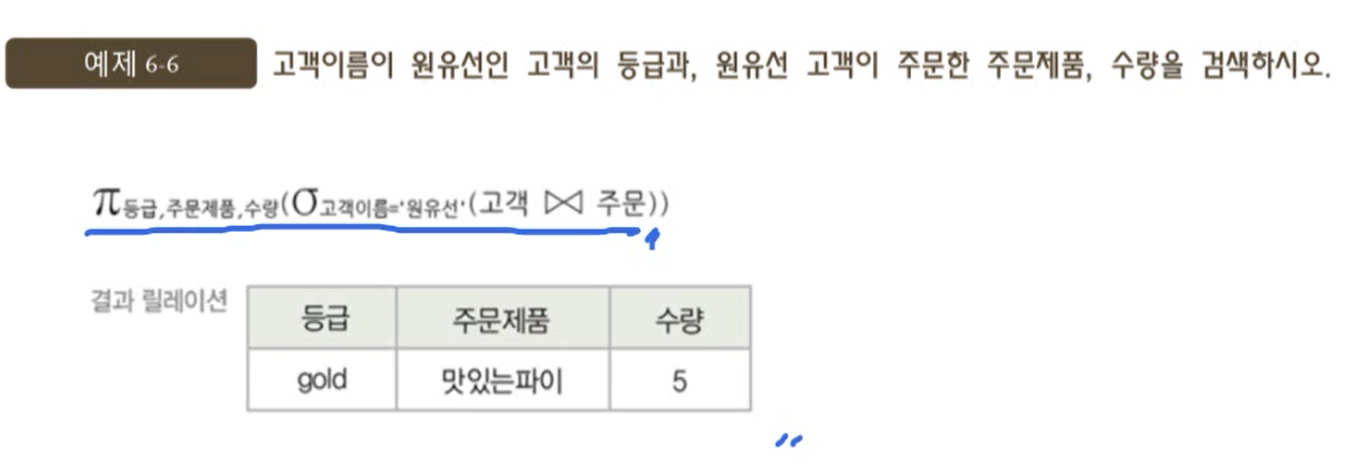 예제 6-6 고객이름이 원유선인 고객의 등급과, 원유선 고객이 주문한 주문제품, 수량을 검색하시오.
π등급,주문제품,수량(σ고객이름='원유선'(고객 ⋈ 주문))
결과 릴레이션
등급 주문제품 수량
gold 맛있는파이 5